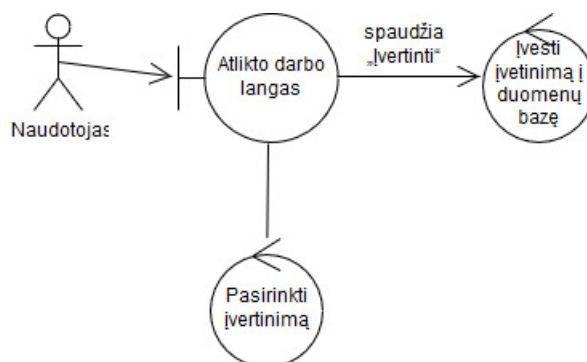 Naudotojas
Atlikto darbo
langas
spaudžia
„Įvertinti“
Įvesti
įvetinimą į
duomenų
bazę
Pasirinkti
įvertinimą